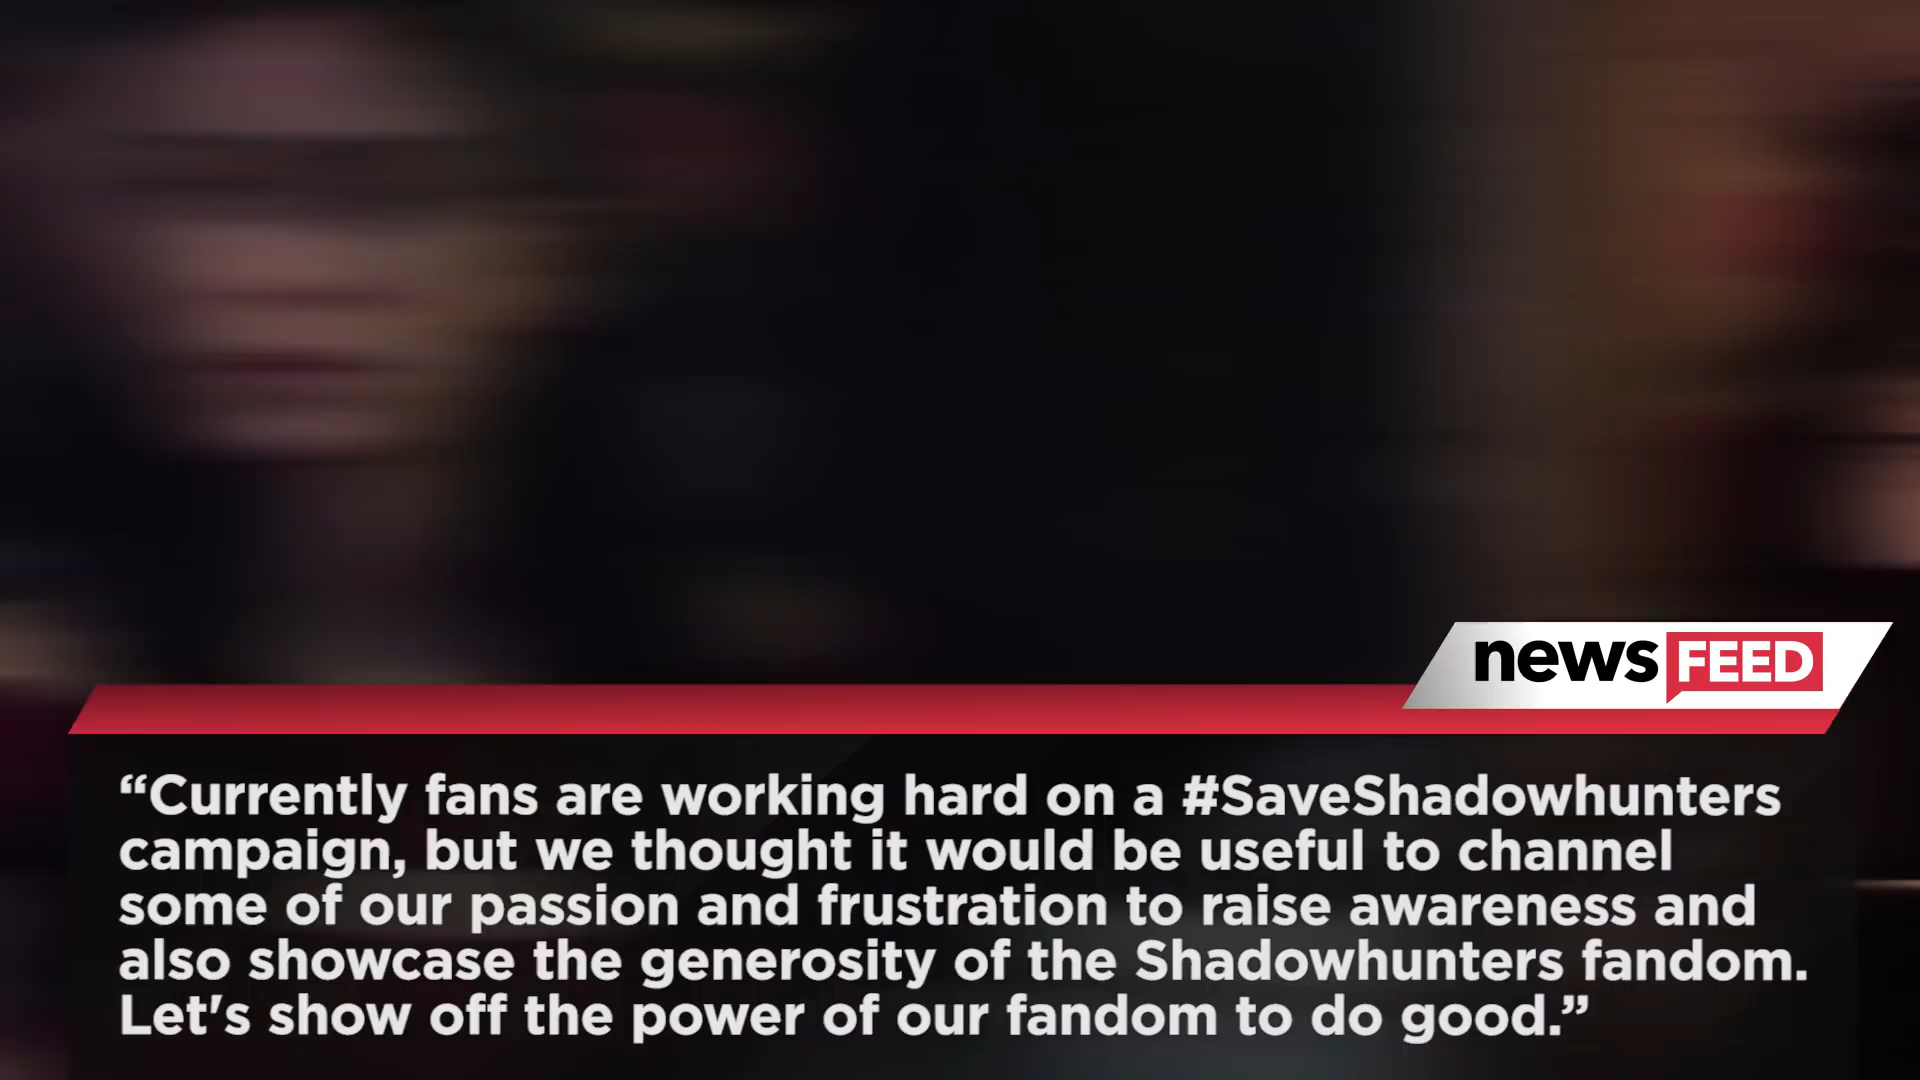 newsFEED
“Currently fans are working hard on a #SaveShadowhunters
campaign, but we thought it would be useful to channel
some of our passion and frustration to raise awareness and
also showcase the generosity of the Shadowhunters fandom.
Let's show off the power of our fandom to do good.”